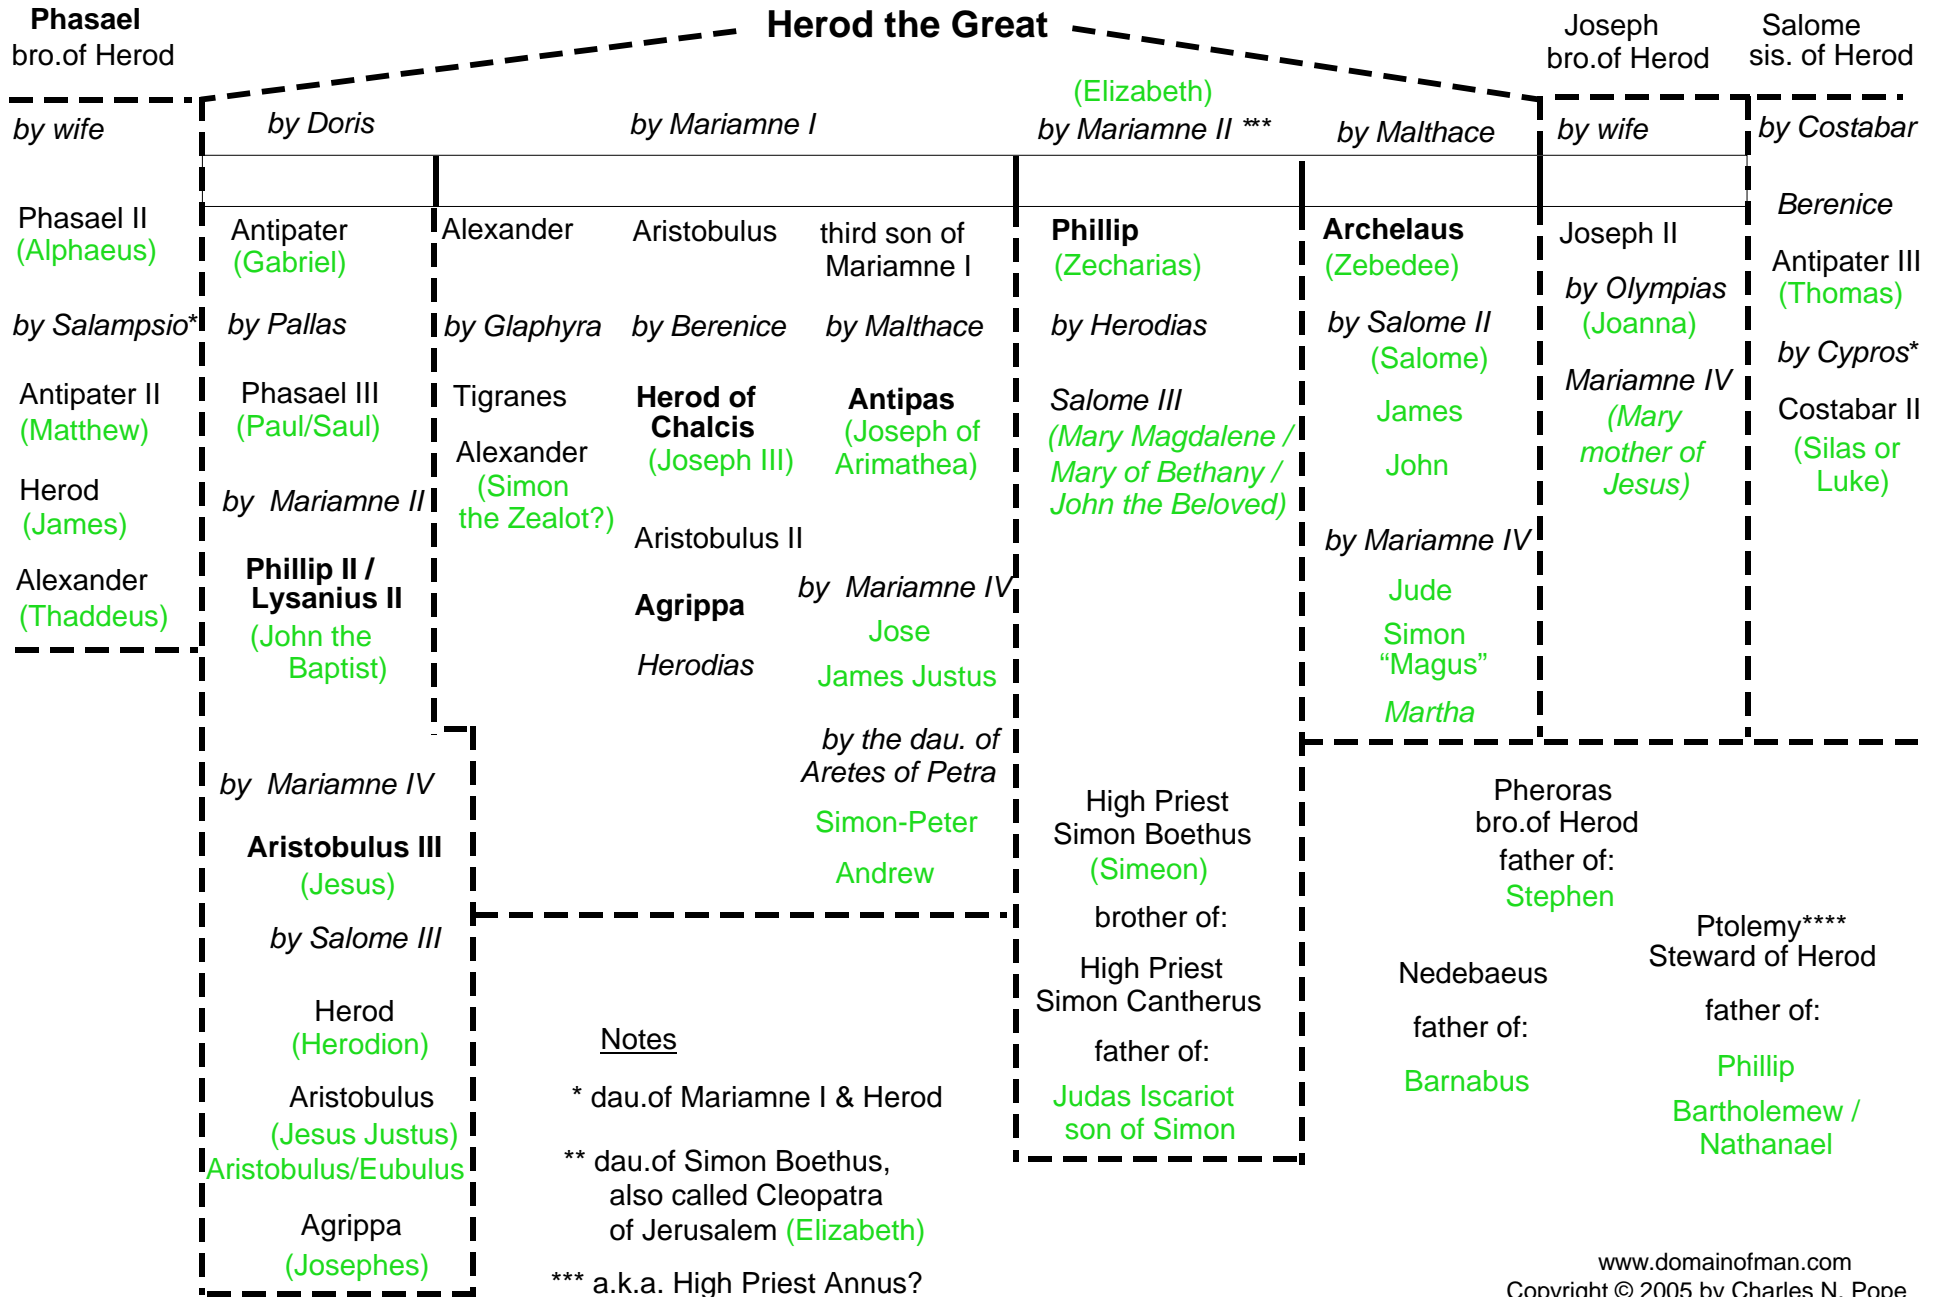 Phasael
bro.of Herod
Herod the Great
Joseph
bro.of Herod
Salome
sis. of Herod
by wife
by Doris
by Mariamne I
(Elizabeth)
by Mariamne II ***
by Malthace
by wife
by Costabar
Phasael II
(Alphaeus)
by Salampsio*
Antipater II
(Matthew)
Herod
(James)
Alexander
(Thaddeus)
Antipater
(Gabriel)
by Pallas
Phasael III
(Paul/Saul)
by Mariamne II
Phillip II /
Lysanius II
(John the
Baptist)
by Mariamne IV
Aristobulus III
(Jesus)
by Salome III
Herod
(Herodion)
Aristobulus
(Jesus Justus)
Aristobulus/Eubulus
Agrippa
(Josephes)
Alexander
by Glaphyra
Tigranes
Alexander
(Simon
the Zealot?)
Aristobulus
by Berenice
Herod of
Chalcis
(Joseph III)
Aristobulus II
Agrippa
Herodias
third son of
Mariamne I
by Malthace
Antipas
(Joseph of
Arimathea)
by Mariamne IV
Jose
James Justus
by the dau. of
Aretes of Petra
Simon-Peter
Andrew
Phillip
(Zecharias)
by Herodias
Salome III
(Mary Magdalene /
Mary of Bethany /
John the Beloved)
High Priest
Simon Boethus
(Simeon)
brother of:
High Priest
Simon Cantherus
father of:
Judas Iscariot
son of Simon
Archelaus
(Zebedee)
by Salome II
(Salome)
James
John
by Mariamne IV
Jude
Simon
“Magus”
Martha
Joseph II
by Olympias
(Joanna)
Mariamne IV
(Mary
mother of
Jesus)
Berenice
Antipater III
(Thomas)
by Cypros*
Costabar II
(Silas or
Luke)
Pheroras
bro.of Herod
father of:
Stephen
Nedebaeus
father of:
Barnabus
Ptolemy****
Steward of Herod
father of:
Phillip
Bartholemew /
Nathanael
Notes
* dau.of Mariamne I & Herod
** dau.of Simon Boethus,
also called Cleopatra
of Jerusalem (Elizabeth)
*** a.k.a. High Priest Annus?
www.domainofman.com
Copyright © 2005 by Charles N. Pope